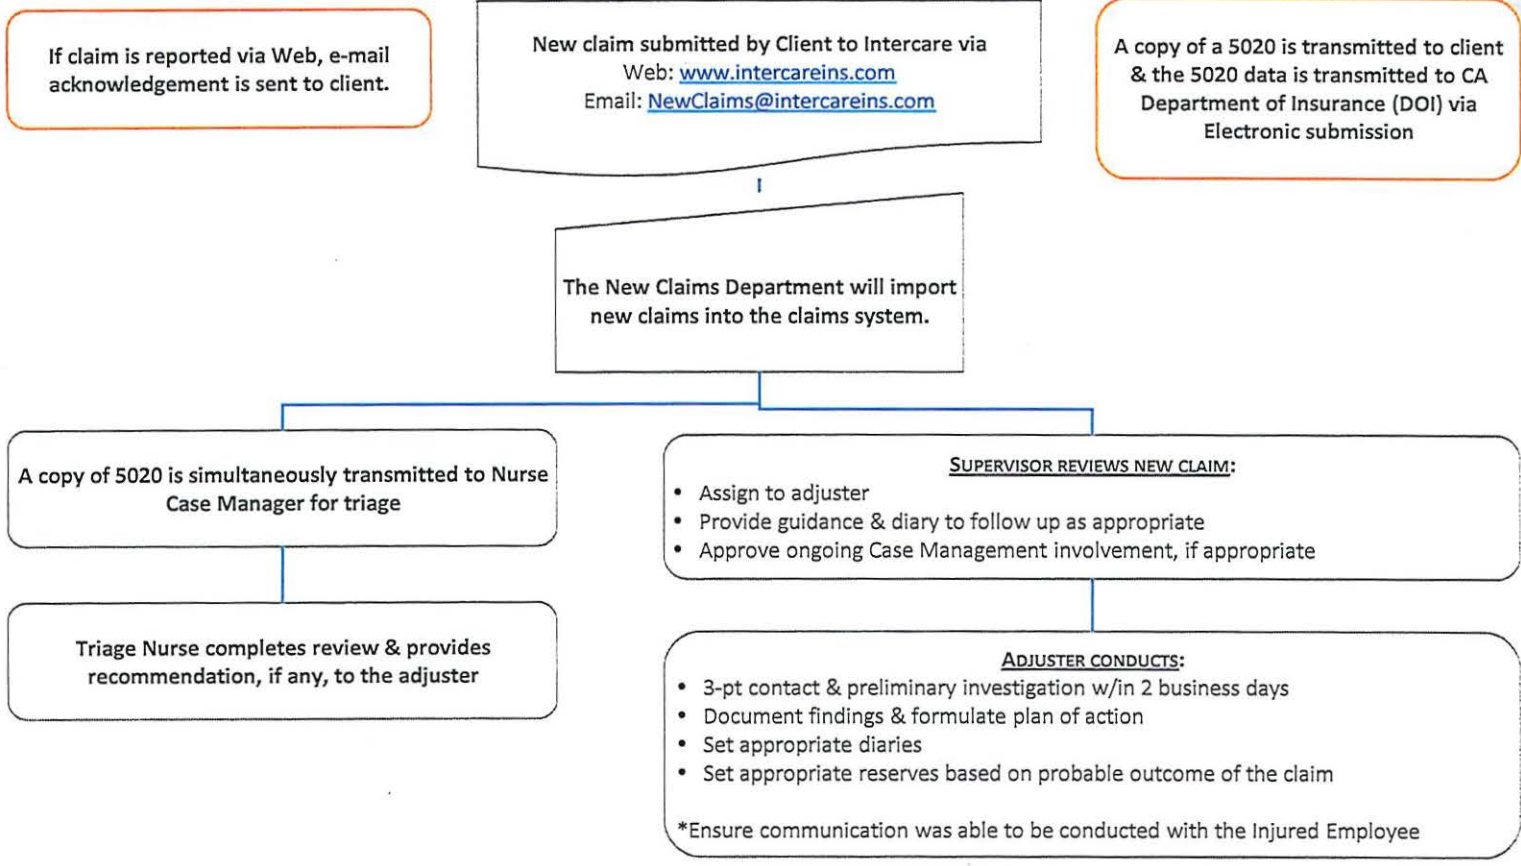 If claim is reported via Web, e-mail
acknowledgement is sent to client.
New claim submitted by Client to Intercare via
Web: www.intercareins.com
Email: NewClaims@intercareins.com
A copy of a 5020 is transmitted to client
& the 5020 data is transmitted to CA
Department of Insurance (DOI) via
Electronic submission
The New Claims Department will import
new claims into the claims system.
A copy of 5020 is simultaneously transmitted to Nurse
Case Manager for triage
Triage Nurse completes review & provides
recommendation, if any, to the adjuster
SUPERVISOR REVIEWS NEW CLAIM:
• Assign to adjuster
• Provide guidance & diary to follow up as appropriate
• Approve ongoing Case Management involvement, if appropriate
ADJUSTER CONDUCTS:
• 3-pt contact & preliminary investigation w/in 2 business days
• Document findings & formulate plan of action
• Set appropriate diaries
• Set appropriate reserves based on probable outcome of the claim
*Ensure communication was able to be conducted with the Injured Employee